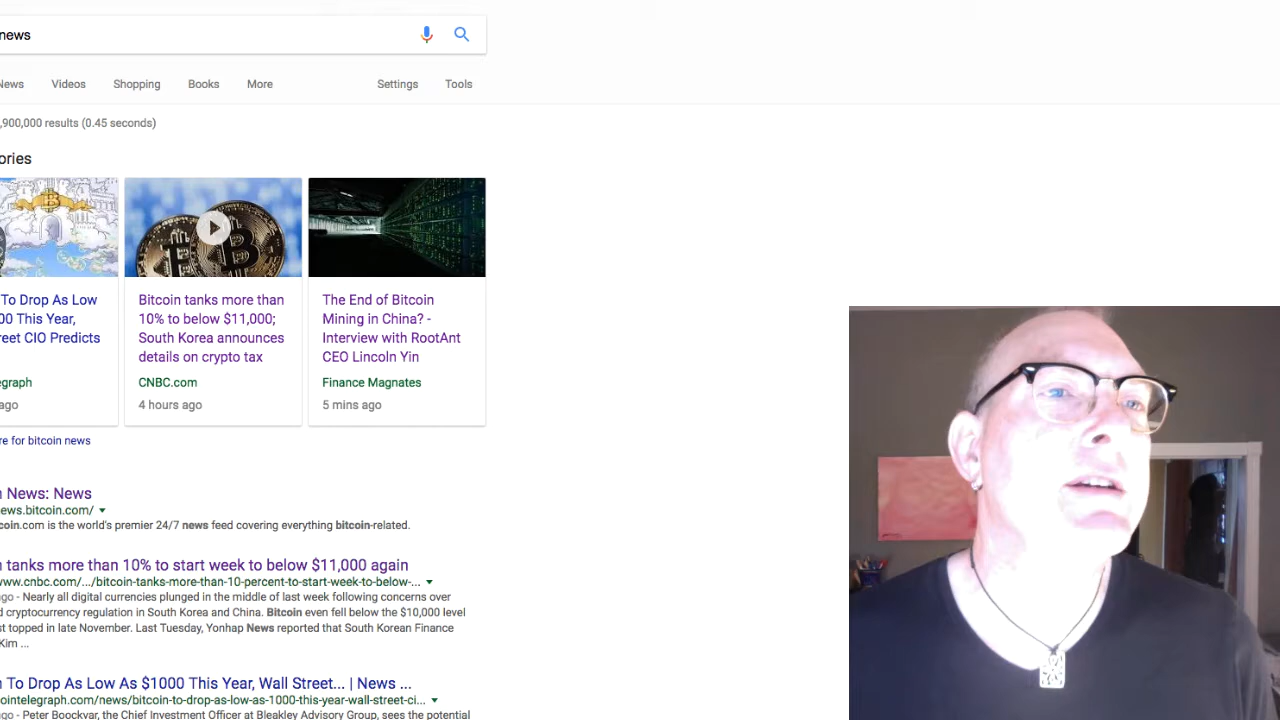 news
News Videos Shopping Books More Settings Tools
,900,000 results (0.45 seconds)
ories
To Drop As Low
00 This Year,
reet CIO Predicts
egraph
ago
Bitcoin tanks more than
10% to below $11,000;
South Korea announces
details on crypto tax
CNBC.com
4 hours ago
The End of Bitcoin
Mining in China? -
Interview with RootAnt
CEO Lincoln Yin
Finance Magnates
5 mins ago
re for bitcoin news
n News: News
ews.bitcoin.com/
coin.com is the world's premier 24/7 news feed covering everything bitcoin-related.
n tanks more than 10% to start week to below $11,000 again
www.cnbc.com/.../bitcoin-tanks-more-than-10-percent-to-start-week-to-below-...
ago - Nearly all digital currencies plunged in the middle of last week following concerns over
d cryptocurrency regulation in South Korea and China. Bitcoin even fell below the $10,000 level
st topped in late November. Last Tuesday, Yonhap News reported that South Korean Finance
Kim ...
n To Drop As Low As $1000 This Year, Wall Street... | News ...
ointelegraph.com/news/bitcoin-to-drop-as-low-as-1000-this-year-wall-street-ci...
ago - Peter Boockvar, the Chief Investment Officer at Bleakley Advisory Group, sees the potential